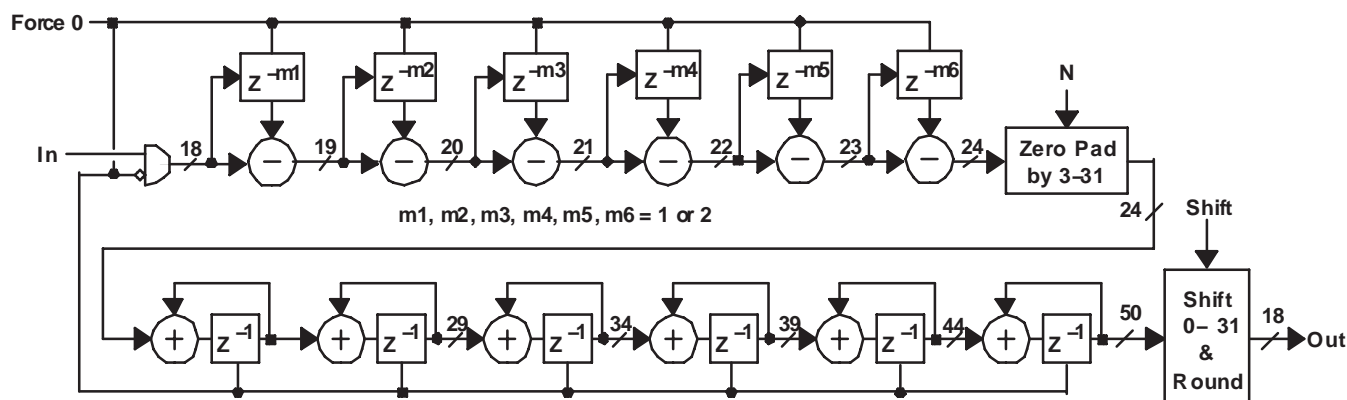 Force 0
z–m1 z–m2 z–m3 z–m4 z–m5 z–m6
N
In
18 19 20 21 22 23 24
– – – – – –
Zero Pad
by 3–31
m1, m2, m3, m4, m5, m6 = 1 or 2
24
Shift
+ z–1 + z–1 29 + z–1 34 + z–1 39 + z–1 44 + z–1 50
Shift
0– 31
&
Round
18
Out